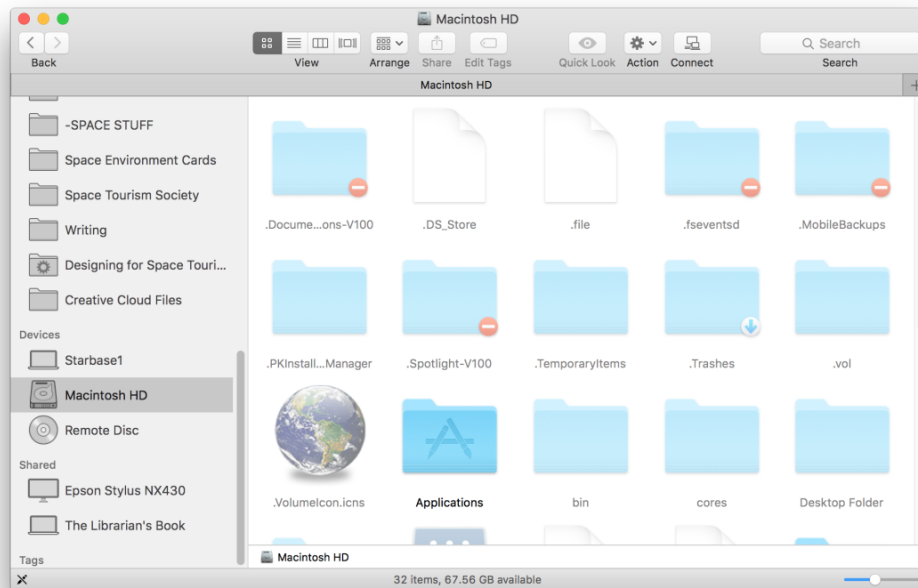 Macintosh HD
Back
View
Arrange
Share
Edit Tags
Quick Look
Action
Connect
Search
Search
Macintosh HD
-SPACE STUFF
Space Environment Cards
Space Tourism Society
Writing
Designing for Space Touri...
Creative Cloud Files
Devices
Starbase1
Macintosh HD
Remote Disc
Shared
Epson Stylus NX430
The Librarian's Book
Tags
.Docume...ons-V100
.DS_Store
.file
.fseventsd
.MobileBackups
.PKInstall...Manager
.Spotlight-V100
.TemporaryItems
.Trashes
.vol
.VolumeIcon.icns
Applications
bin
cores
Desktop Folder
Macintosh HD
32 items, 67.56 GB available